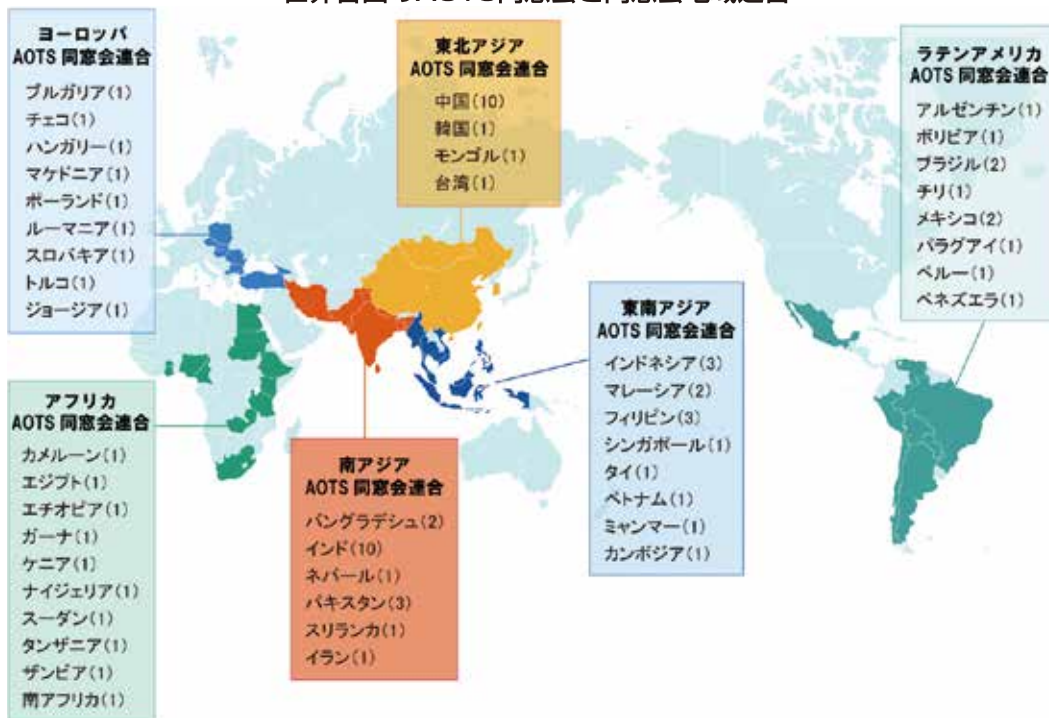 ヨーロッパ
AOTS 同窓会連合
ブルガリア(1)
チェコ(1)
ハンガリー(1)
マケドニア(1)
ポーランド(1)
ルーマニア(1)
スロバキア(1)
トルコ(1)
ジョージア(1)
東北アジア
AOTS 同窓会連合
中国(10)
韓国(1)
モンゴル(1)
台湾(1)
ラテンアメリカ
AOTS 同窓会連合
アルゼンチン(1)
ボリビア(1)
ブラジル(2)
チリ(1)
メキシコ(2)
パラグアイ(1)
ペルー(1)
ベネズエラ(1)
アフリカ
AOTS 同窓会連合
カメルーン(1)
エジプト(1)
エチオピア(1)
ガーナ(1)
ケニア(1)
ナイジェリア(1)
スーダン(1)
タンザニア(1)
ザンビア(1)
南アフリカ(1)
南アジア
AOTS 同窓会連合
バングラデシュ(2)
インド(10)
ネパール(1)
パキスタン(3)
スリランカ(1)
イラン(1)
東南アジア
AOTS 同窓会連合
インドネシア(3)
マレーシア(2)
フィリピン(3)
シンガポール(1)
タイ(1)
ベトナム(1)
ミャンマー(1)
カンボジア(1)